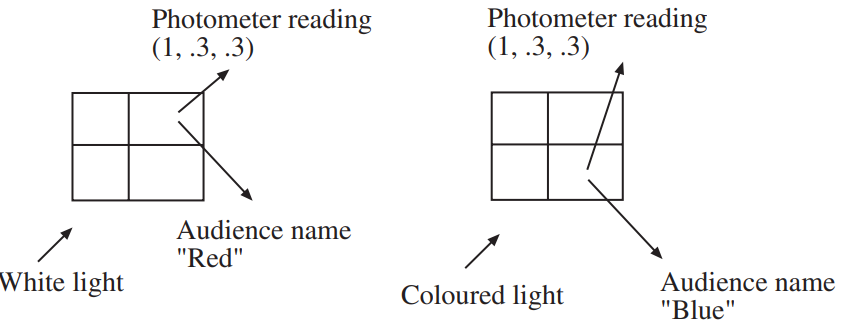 Photometer reading
(1, .3, .3)
Audience name
"Red"
White light
Photometer reading
(1, .3, .3)
Coloured light
Audience name
"Blue"